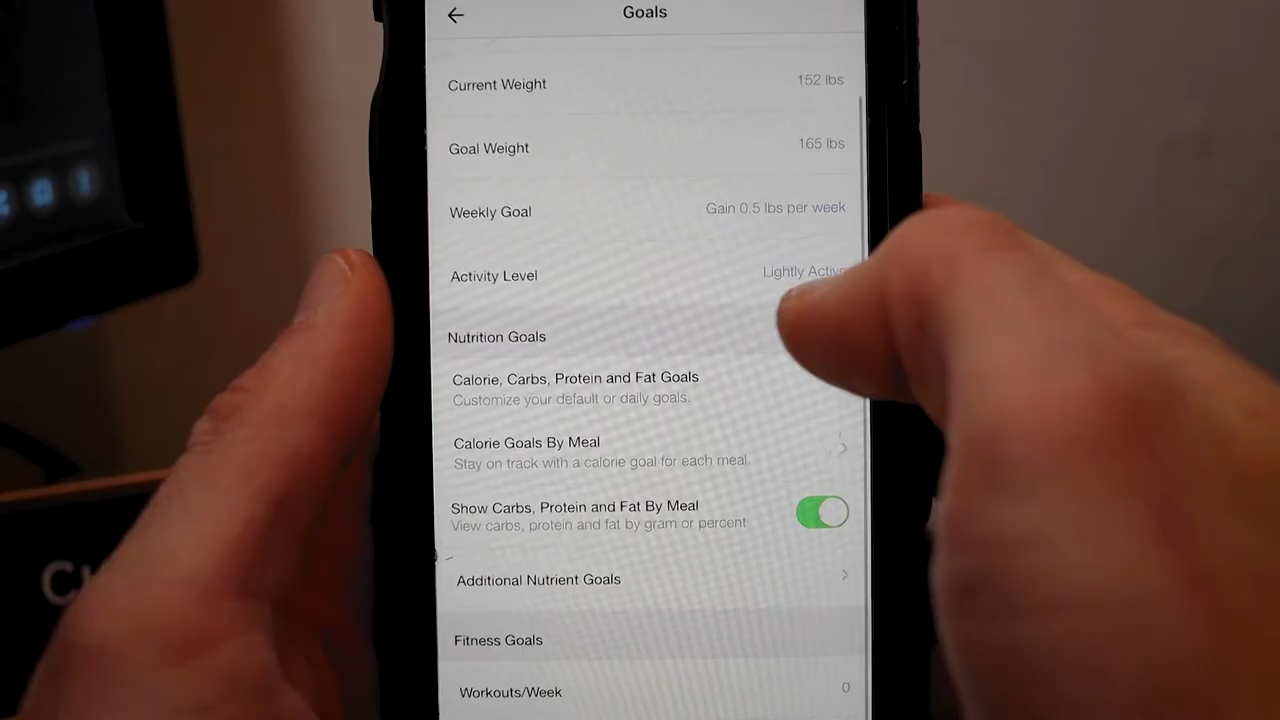 Goals
Current Weight 152 lbs
Goal Weight 165 lbs
Weekly Goal Gain 0.5 lbs per week
Activity Level Lightly Active
Nutrition Goals
Calorie, Carbs, Protein and Fat Goals
Customize your default or daily goals.
Calorie Goals By Meal
Stay on track with a calorie goal for each meal.
Show Carbs, Protein and Fat By Meal
View carbs, protein and fat by gram or percent
Additional Nutrient Goals
Fitness Goals
Workouts/Week 0